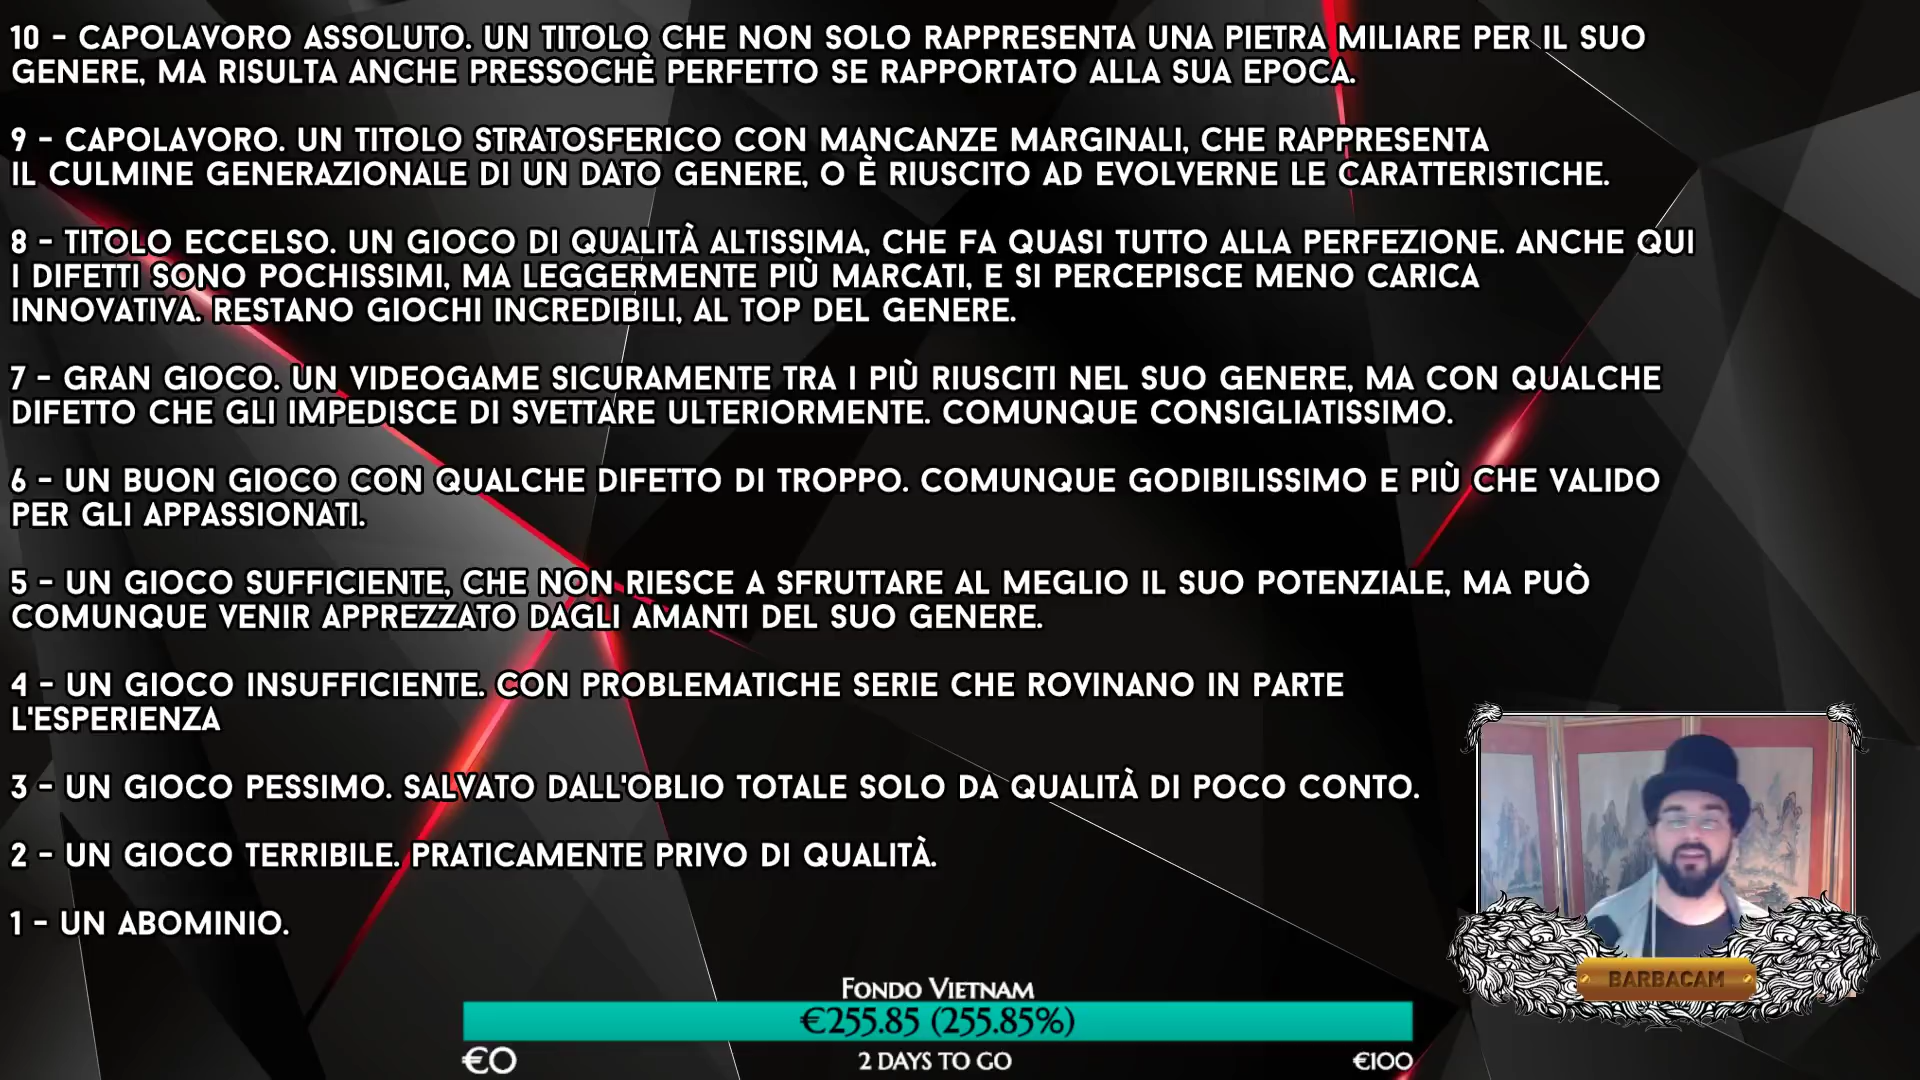 10 - CAPOLAVORO ASSOLUTO. UN TITOLO CHE NON SOLO RAPPRESENTA UNA PIETRA MILIARE PER IL SUO
GENERE, MA RISULTA ANCHE PRESSOCHÈ PERFETTO SE RAPPORTATO ALLA SUA EPOCA.
9 - CAPOLAVORO. UN TITOLO STRATOSFERICO CON MANCANZE MARGINALI, CHE RAPPRESENTA
IL CULMINE GENERAZIONALE DI UN DATO GENERE, O È RIUSCITO AD EVOLVERNE LE CARATTERISTICHE.
8 - TITOLO ECCELSO. UN GIOCO DI QUALITÀ ALTISSIMA, CHE FA QUASI TUTTO ALLA PERFEZIONE. ANCHE QUI
I DIFETTI SONO POCHISSIMI, MA LEGGERMENTE PIÙ MARCATI, E SI PERCEPISCE MENO CARICA
INNOVATIVA. RESTANO GIOCHI INCREDIBILI, AL TOP DEL GENERE.
7 - GRAN GIOCO. UN VIDEOGAME SICURAMENTE TRA I PIÙ RIUSCITI NEL SUO GENERE, MA CON QUALCHE
DIFETTO CHE GLI IMPEDISCE DI SVETTARE ULTERIORMENTE. COMUNQUE CONSIGLIATISSIMO.
6 - UN BUON GIOCO CON QUALCHE DIFETTO DI TROPPO. COMUNQUE GODIBILISSIMO E PIÙ CHE VALIDO
PER GLI APPASSIONATI.
5 - UN GIOCO SUFFICIENTE, CHE NON RIESCE A SFRUTTARE AL MEGLIO IL SUO POTENZIALE, MA PUÒ
COMUNQUE VENIR APPREZZATO DAGLI AMANTI DEL SUO GENERE.
4 - UN GIOCO INSUFFICIENTE. CON PROBLEMATICHE SERIE CHE ROVINANO IN PARTE
L'ESPERIENZA
3 - UN GIOCO PESSIMO. SALVATO DALL'OBLIO TOTALE SOLO DA QUALITÀ DI POCO CONTO.
2 - UN GIOCO TERRIBILE. PRATICAMENTE PRIVO DI QUALITÀ.
1 - UN ABOMINIO.
BARBACAM
FONDO VIETNAM
€255.85 (255.85%)
€0 2 DAYS TO GO €100